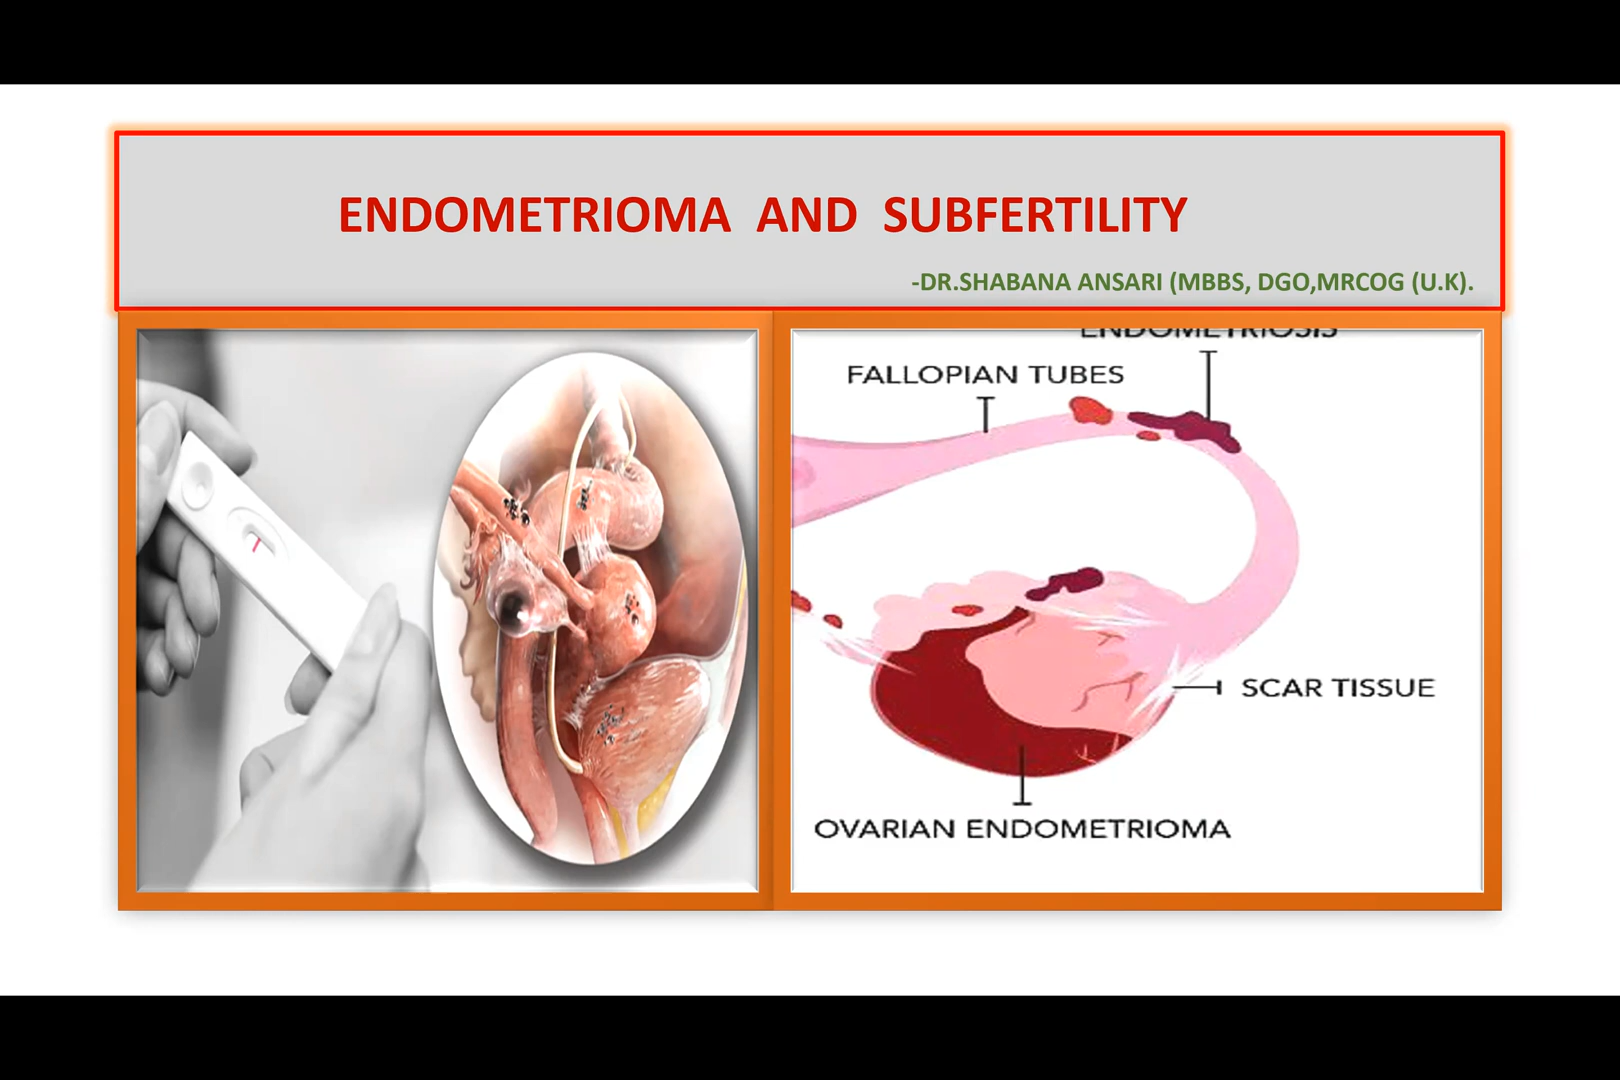 ENDOMETRIOMA AND SUBFERTILITY
-DR.SHABANA ANSARI (MBBS, DGO,MRCOG (U.K).
ENDOMETRIOSIS
FALLOPIAN TUBES
SCAR TISSUE
OVARIAN ENDOMETRIOMA